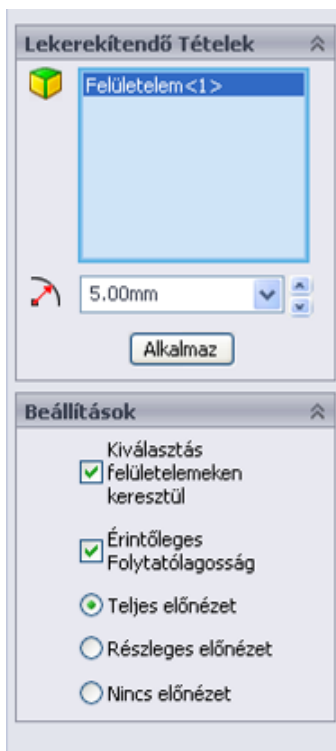 Lekerekítendő Tételek
Felületelem<1>
5.00mm
Alkalmaz
Beállítások
Kiválasztás
felületelemeken
keresztül
Érintőleges
Folytatólagosság
Teljes előnézet
Részleges előnézet
Nincs előnézet